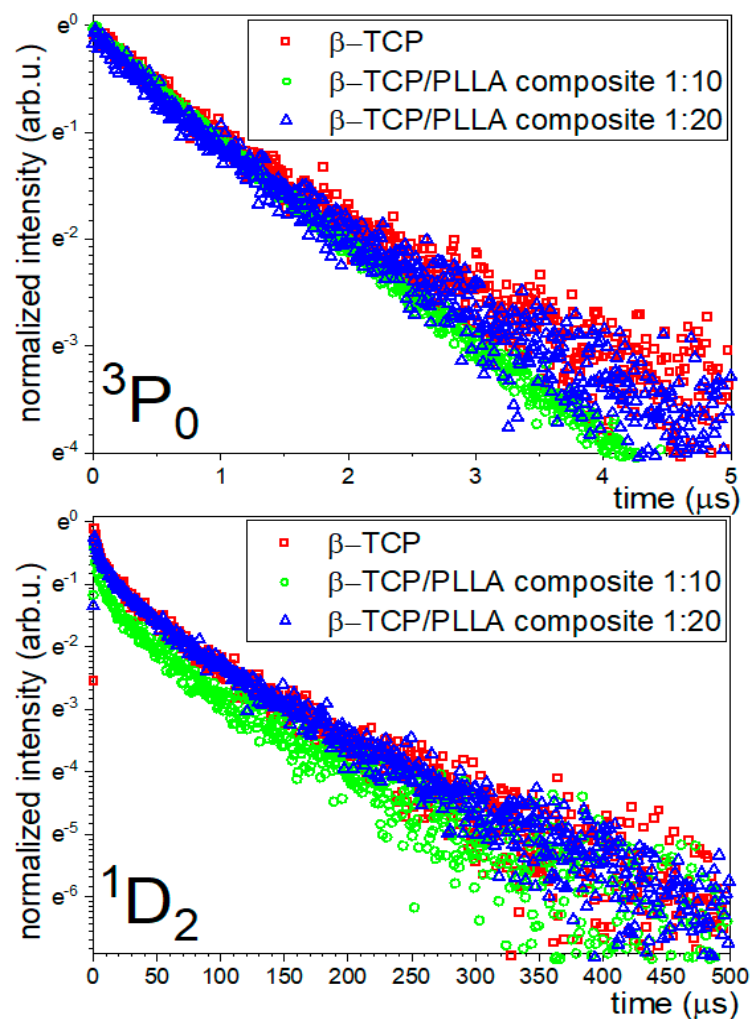 normalized intensity (arb.u.)
e⁰
e⁻¹
e⁻²
e⁻³
e⁻⁴
β–TCP
β–TCP/PLLA composite 1:10
β–TCP/PLLA composite 1:20
³P₀
0 1 2 3 4 5
time (μs)
normalized intensity (arb.u.)
e⁰
e⁻¹
e⁻²
e⁻³
e⁻⁴
e⁻⁵
e⁻⁶
β–TCP
β–TCP/PLLA composite 1:10
β–TCP/PLLA composite 1:20
¹D₂
0 50 100 150 200 250 300 350 400 450 500
time (μs)